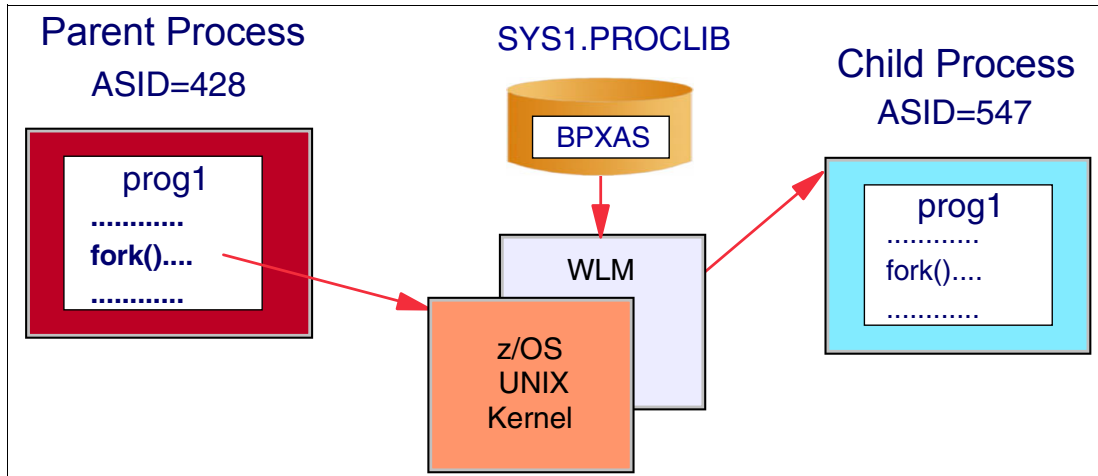 Parent Process
ASID=428
prog1
............
fork()....
............
SYS1.PROCLIB
BPXAS
WLM
z/OS
UNIX
Kernel
Child Process
ASID=547
prog1
............
fork()....
............